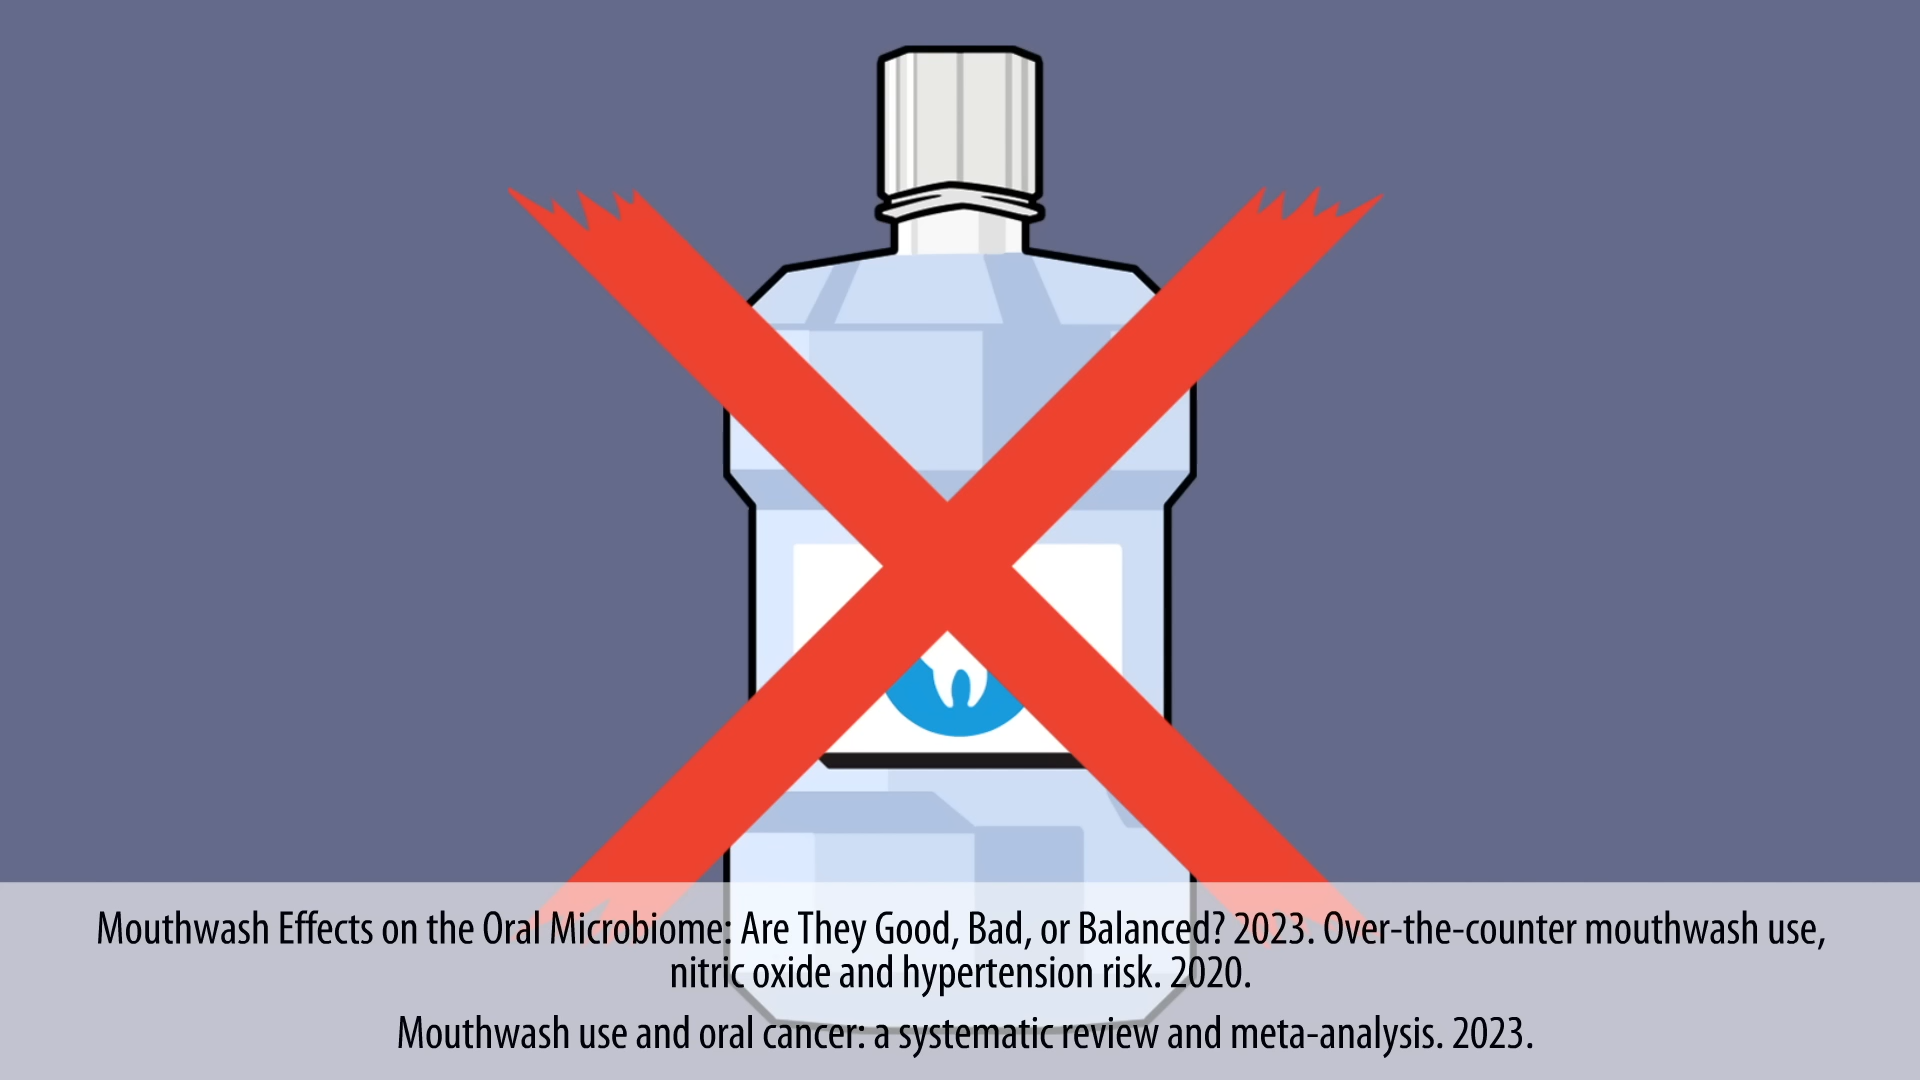 Mouthwash Effects on the Oral Microbiome: Are They Good, Bad, or Balanced? 2023. Over-the-counter mouthwash use,
nitric oxide and hypertension risk. 2020.
Mouthwash use and oral cancer: a systematic review and meta-analysis. 2023.